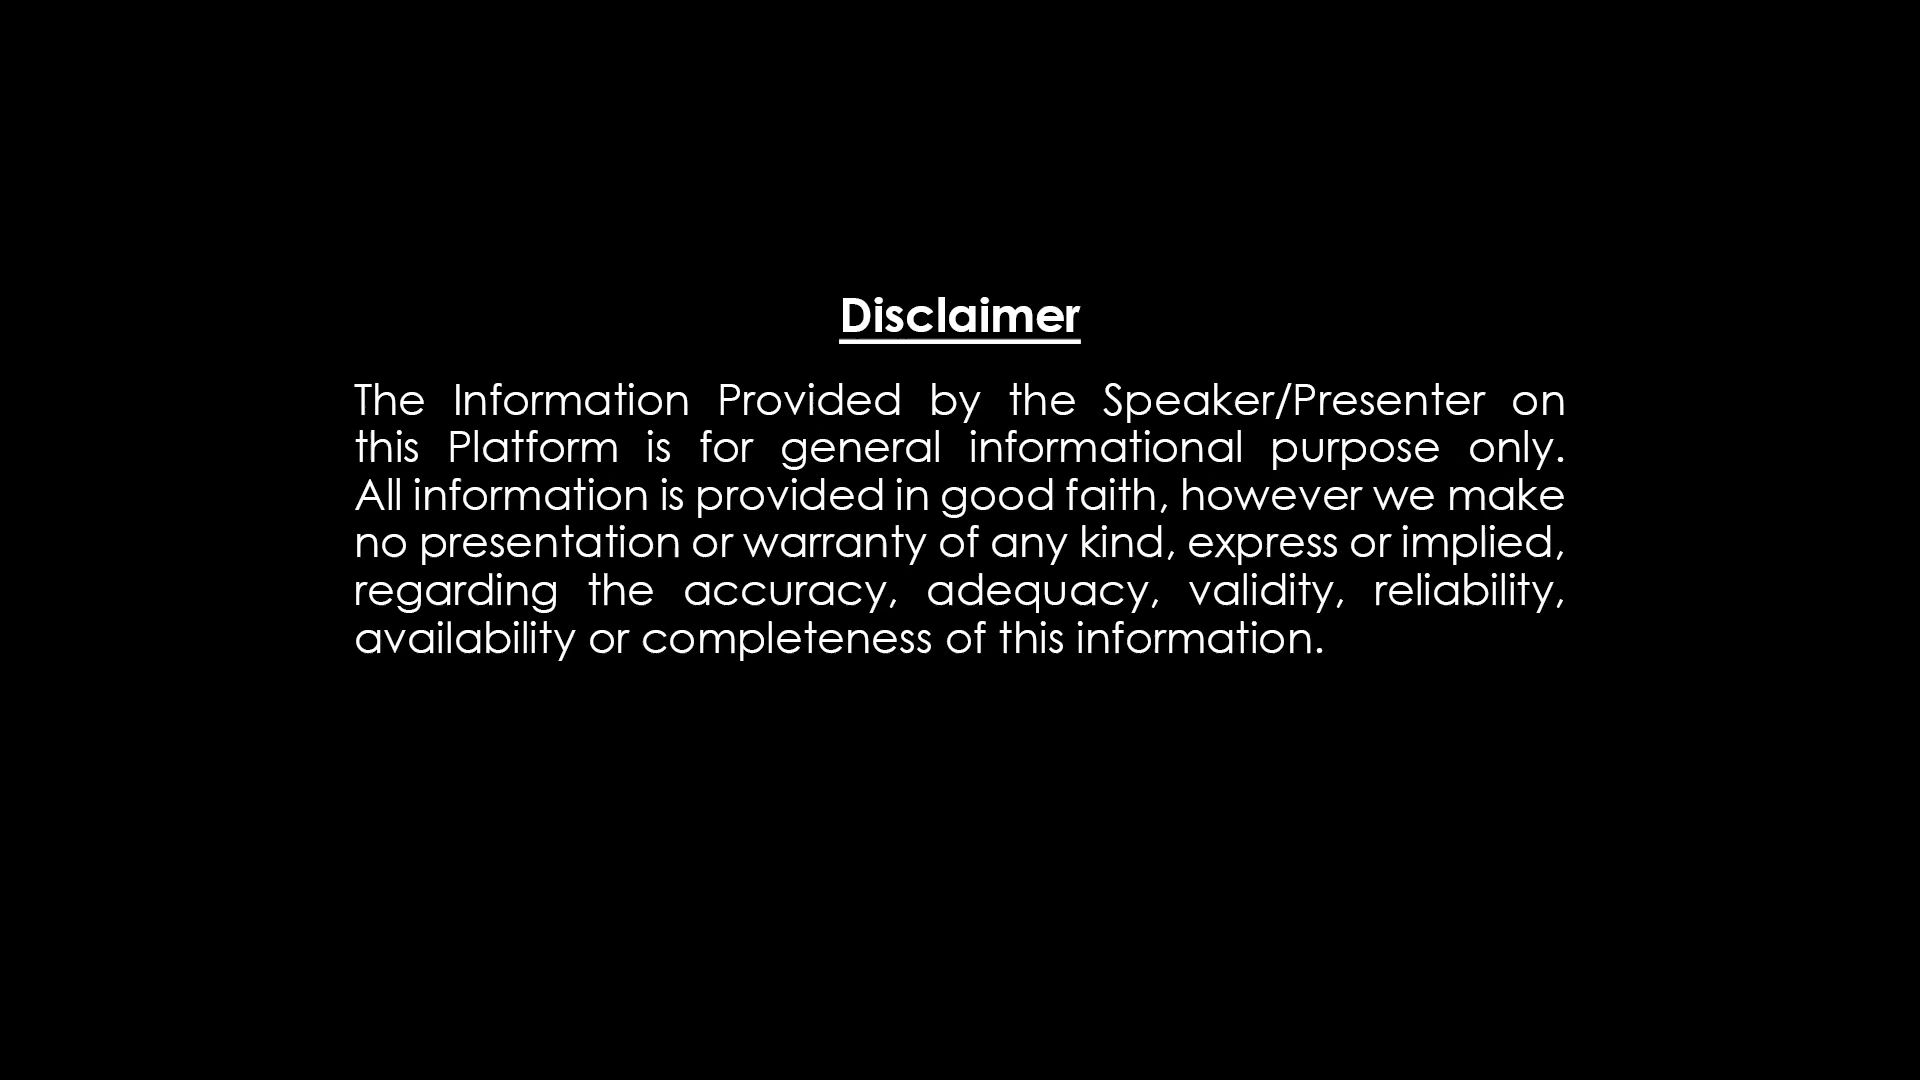 Disclaimer
The Information Provided by the Speaker/Presenter on
this Platform is for general informational purpose only.
All information is provided in good faith, however we make
no presentation or warranty of any kind, express or implied,
regarding the accuracy, adequacy, validity, reliability,
availability or completeness of this information.